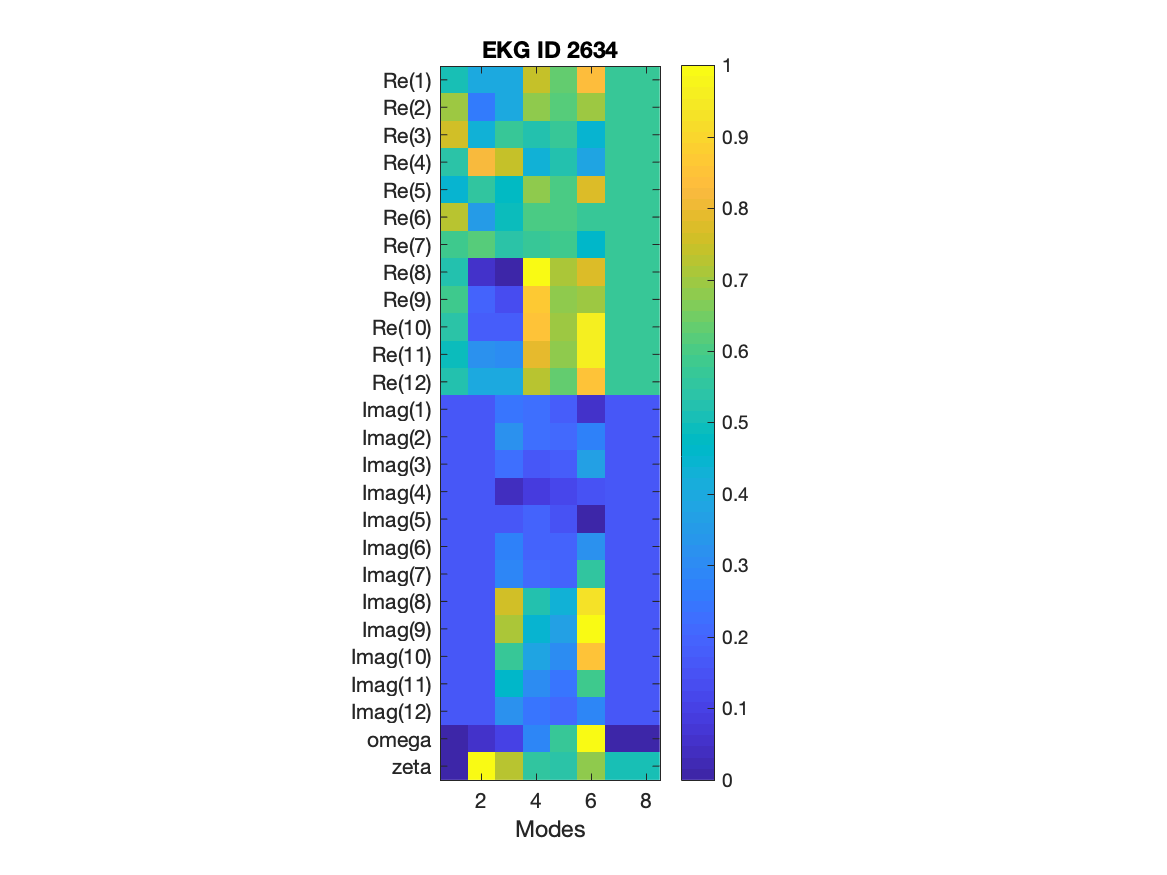 EKG ID 2634
Re(1)
Re(2)
Re(3)
Re(4)
Re(5)
Re(6)
Re(7)
Re(8)
Re(9)
Re(10)
Re(11)
Re(12)
Imag(1)
Imag(2)
Imag(3)
Imag(4)
Imag(5)
Imag(6)
Imag(7)
Imag(8)
Imag(9)
Imag(10)
Imag(11)
Imag(12)
omega
zeta
2 4 6 8
Modes
1
0.9
0.8
0.7
0.6
0.5
0.4
0.3
0.2
0.1
0